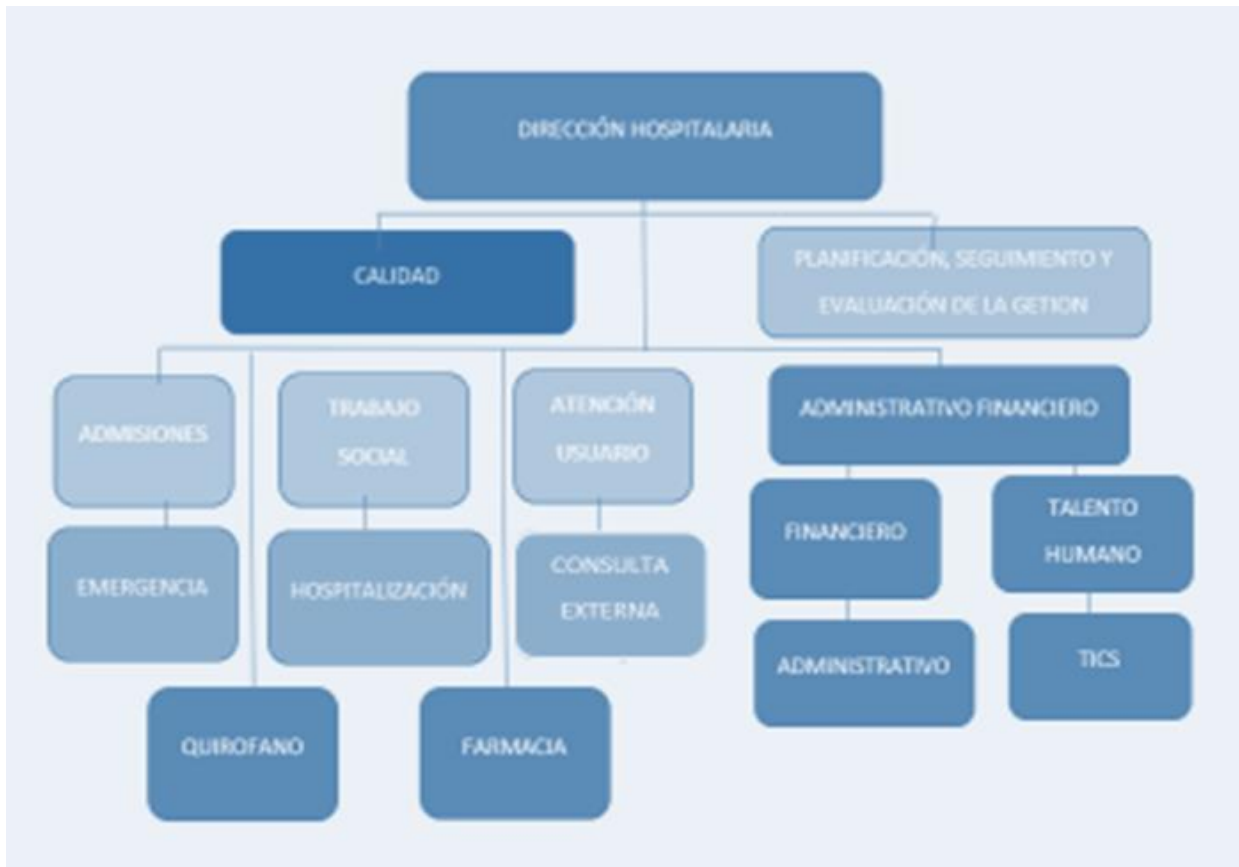 DIRECCIÓN HOSPITALARIA
CALIDAD
PLANIFICACIÓN, SEGUIMIENTO Y
EVALUACIÓN DE LA GETION
ADMISIONES
TRABAJO
SOCIAL
ATENCIÓN
USUARIO
ADMINISTRATIVO FINANCIERO
EMERGENCIA
HOSPITALIZACIÓN
CONSULTA
EXTERNA
FINANCIERO
TALENTO
HUMANO
ADMINISTRATIVO
TICS
QUIROFANO
FARMACIA